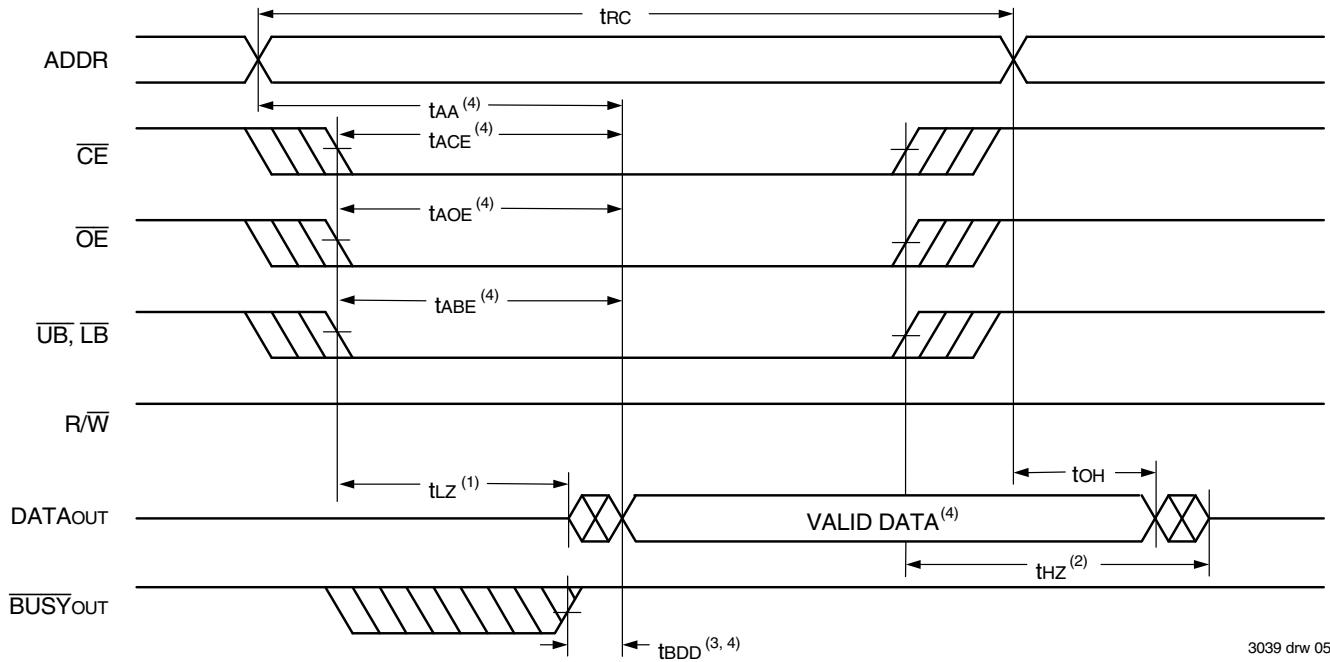 tRC
ADDR
tAA (4)
CE tACE (4)
OE tAOE (4)
UB, LB tABE (4)
R/W
tLZ (1) tOH
DATAOUT VALID DATA(4)
tHZ (2)
BUSYOUT
tBDD (3, 4)
3039 drw 05